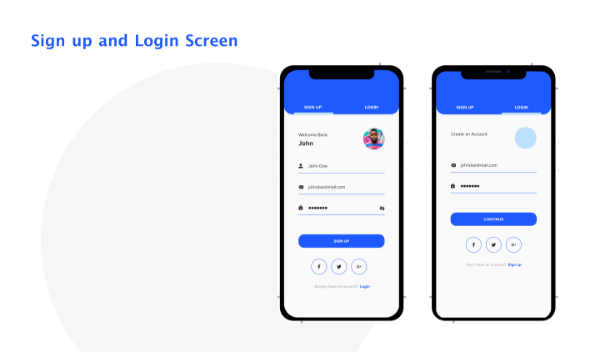 Sign up and Login Screen
SIGN UP
LOGIN
Welcome Back,
John
John Doe
johndoe@mail.com
SIGN UP
Already have an account? Login
SIGN UP
LOGIN
Create an Account
johndoe@mail.com
CONTINUE
Don't have an account? Sign up